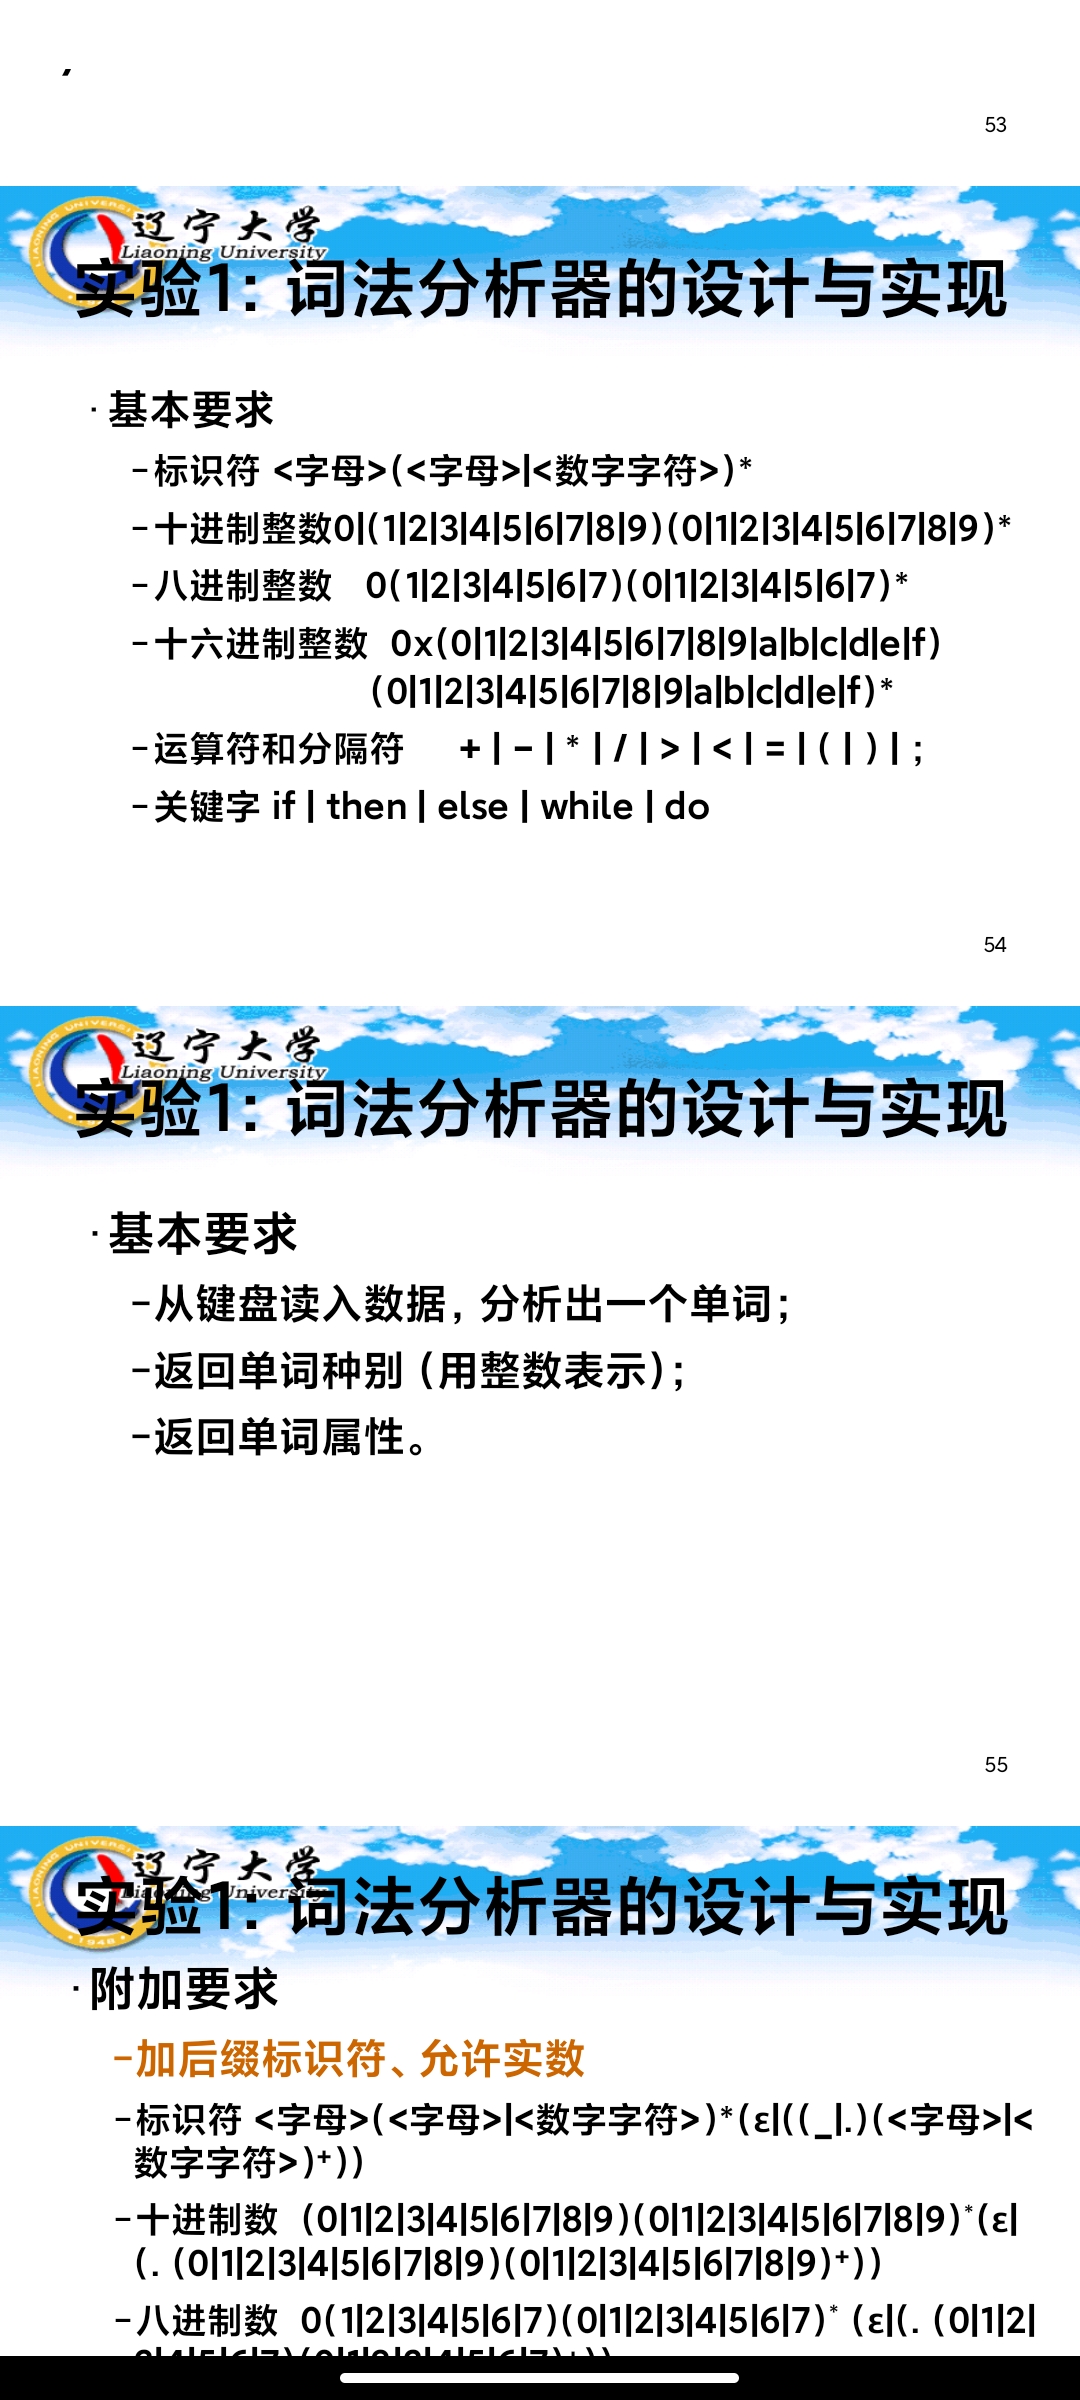 53
辽宁大学
Liaoning University
实验1：词法分析器的设计与实现
· 基本要求
–标识符 <字母>(<字母>|<数字字符>)*
–十进制整数0|(1|2|3|4|5|6|7|8|9)(0|1|2|3|4|5|6|7|8|9)*
–八进制整数 0(1|2|3|4|5|6|7)(0|1|2|3|4|5|6|7)*
–十六进制整数 0x(0|1|2|3|4|5|6|7|8|9|a|b|c|d|e|f)
(0|1|2|3|4|5|6|7|8|9|a|b|c|d|e|f)*
–运算符和分隔符 + | – | * | / | > | < | = | ( | ) | ;
–关键字 if | then | else | while | do
54
辽宁大学
Liaoning University
实验1：词法分析器的设计与实现
· 基本要求
–从键盘读入数据，分析出一个单词；
–返回单词种别（用整数表示）；
–返回单词属性。
55
辽宁大学
Liaoning University
实验1：词法分析器的设计与实现
· 附加要求
–加后缀标识符、允许实数
–标识符 <字母>(<字母>|<数字字符>)*(ε|((_|.)(<字母>|<
数字字符>)⁺))
–十进制数 (0|1|2|3|4|5|6|7|8|9)(0|1|2|3|4|5|6|7|8|9)*(ε|
(. (0|1|2|3|4|5|6|7|8|9)(0|1|2|3|4|5|6|7|8|9)⁺))
–八进制数 0(1|2|3|4|5|6|7)(0|1|2|3|4|5|6|7)* (ε|(. (0|1|2|